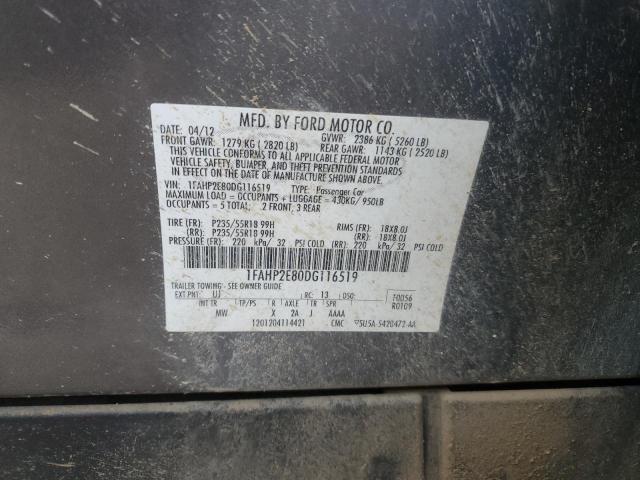 MFD. BY FORD MOTOR CO.
DATE: 04/12 GVWR: 2386 KG ( 5260 LB)
FRONT GAWR: 1279 KG ( 2820 LB) REAR GAWR: 1143 KG ( 2520 LB)
THIS VEHICLE CONFORMS TO ALL APPLICABLE FEDERAL MOTOR
VEHICLE SAFETY, BUMPER, AND THEFT PREVENTION STANDARDS
IN EFFECT ON THE DATE OF MANUFACTURE SHOWN ABOVE.
VIN: 1FAHP2E80DG116519 TYPE: Passenger Car
MAXIMUM LOAD = OCCUPANTS + LUGGAGE = 430KG/ 950LB
OCCUPANTS = 5 TOTAL, 2 FRONT, 3 REAR
TIRE (FR): P235/55R18 99H RIMS (FR): 18X8.0J
(RR): P235/55R18 99H (RR): 18X8.0J
PRESSURE (FR): 220 kPa/ 32 PSI COLD (RR): 220 kPa/ 32 PSI COLD
1FAHP2E80DG116519
TRAILER TOWING- SEE OWNER GUIDE
EXT PNT: UJ RC: 13 DSO: F0056
INT TR TP/PS R AXLE TR SPR R0109
MW X 2A J AAAA
1201204114421 CMC 5U5A-5420472-AA